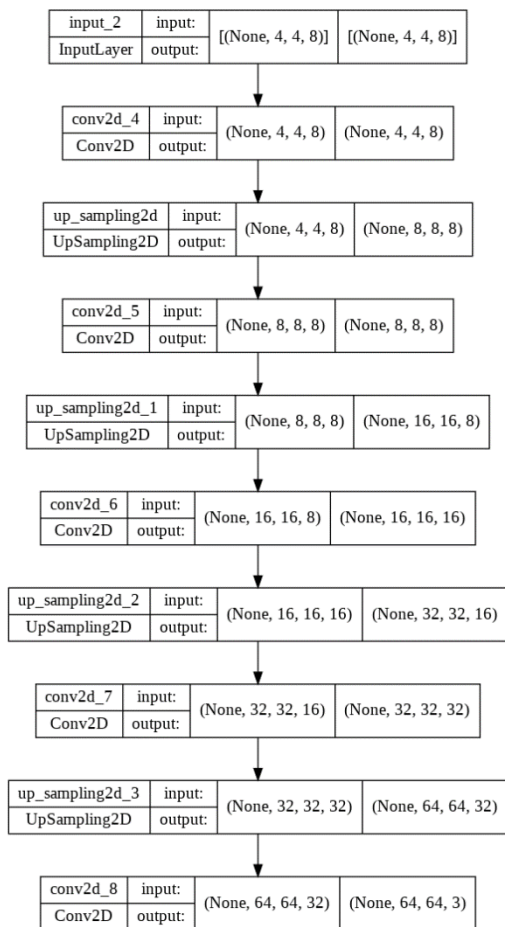 input_2 input: [(None, 4, 4, 8)] [(None, 4, 4, 8)]
InputLayer output:
conv2d_4 input: (None, 4, 4, 8) (None, 4, 4, 8)
Conv2D output:
up_sampling2d input: (None, 4, 4, 8) (None, 8, 8, 8)
UpSampling2D output:
conv2d_5 input: (None, 8, 8, 8) (None, 8, 8, 8)
Conv2D output:
up_sampling2d_1 input: (None, 8, 8, 8) (None, 16, 16, 8)
UpSampling2D output:
conv2d_6 input: (None, 16, 16, 8) (None, 16, 16, 16)
Conv2D output:
up_sampling2d_2 input: (None, 16, 16, 16) (None, 32, 32, 16)
UpSampling2D output:
conv2d_7 input: (None, 32, 32, 16) (None, 32, 32, 32)
Conv2D output:
up_sampling2d_3 input: (None, 32, 32, 32) (None, 64, 64, 32)
UpSampling2D output:
conv2d_8 input: (None, 64, 64, 32) (None, 64, 64, 3)
Conv2D output: